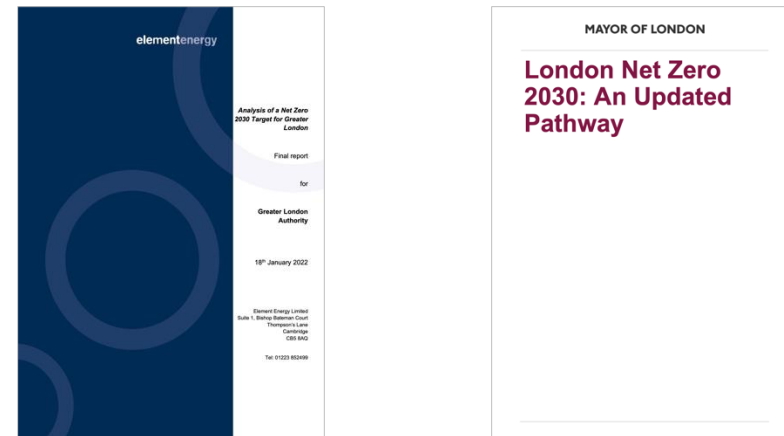 elementenergy
Analysis of a Net Zero
2030 Target for Greater
London
Final report
for
Greater London
Authority
18th January 2022
Element Energy Limited
Suite 1, Bishop Bateman Court
Thompson's Lane
Cambridge
CB5 8AQ
Tel: 01223 852499
MAYOR OF LONDON
London Net Zero
2030: An Updated
Pathway